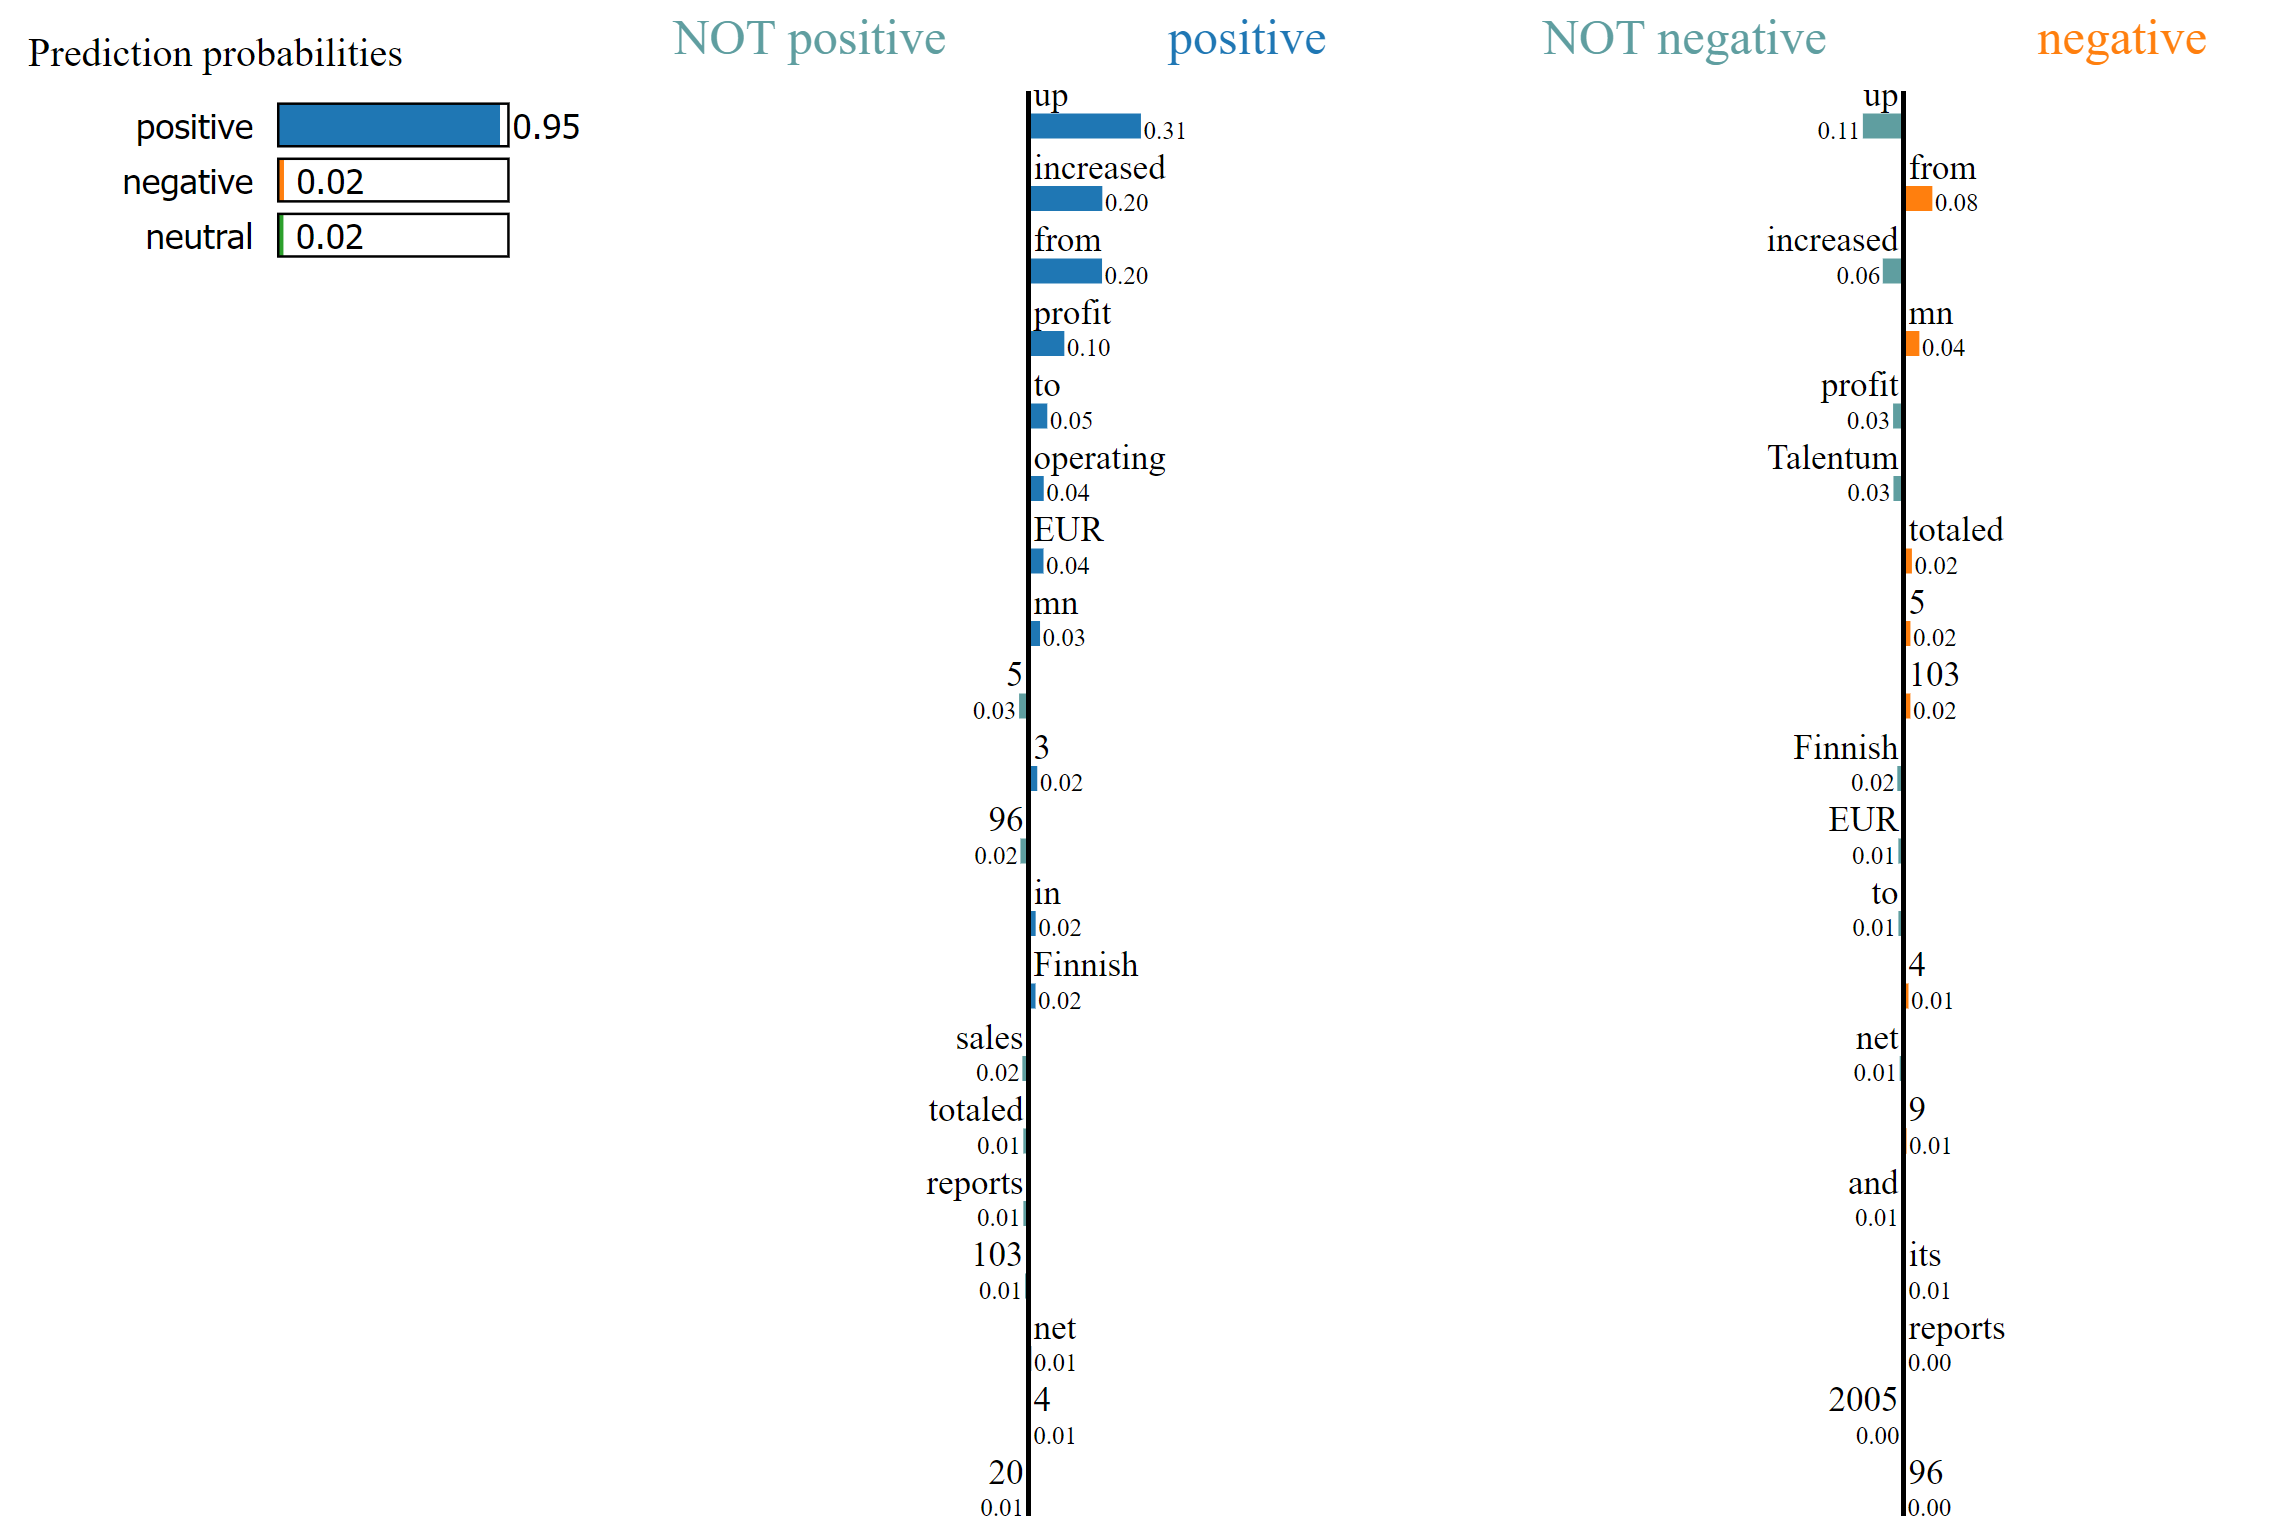 Prediction probabilities
positive 0.95
negative 0.02
neutral 0.02
NOT positive positive
up
0.31
increased
0.20
from
0.20
profit
0.10
to
0.05
operating
0.04
EUR
0.04
mn
0.03
5
0.03
3
0.02
96
0.02
in
0.02
Finnish
0.02
sales
0.02
totaled
0.01
reports
0.01
103
0.01
net
0.01
4
0.01
20
0.01
NOT negative negative
up
0.11
from
0.08
increased
0.06
mn
0.04
profit
0.03
Talentum
0.03
totaled
0.02
5
0.02
103
0.02
Finnish
0.02
EUR
0.01
to
0.01
4
0.01
net
0.01
9
0.01
and
0.01
its
0.01
reports
0.00
2005
0.00
96
0.00